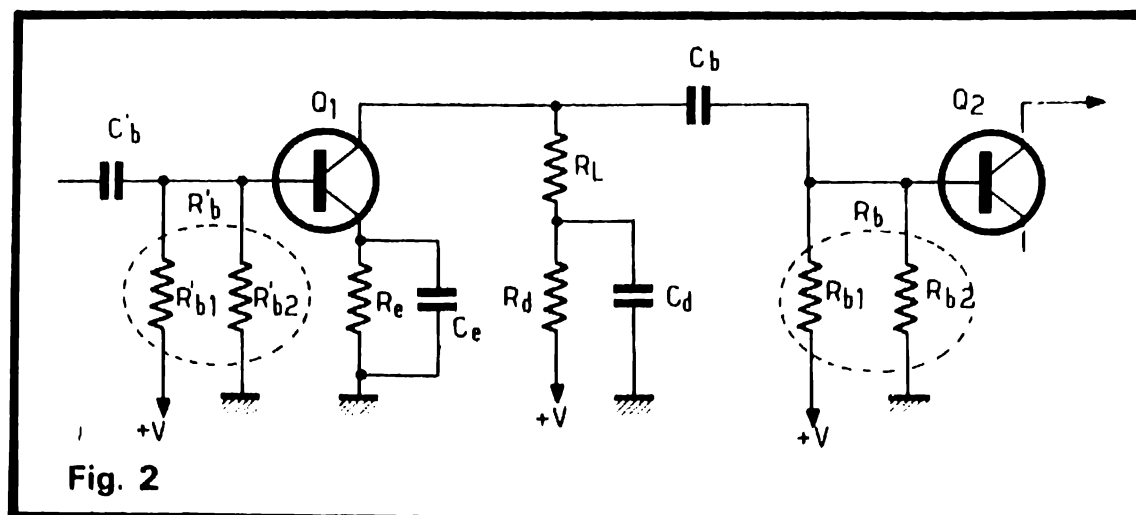 C'b
Q1
Cb
Q2
R'b
RL
Rb
R'b1
R'b2
Re
Ce
Rd
Cd
Rb1
Rb2
+V
+V
+V
Fig. 2